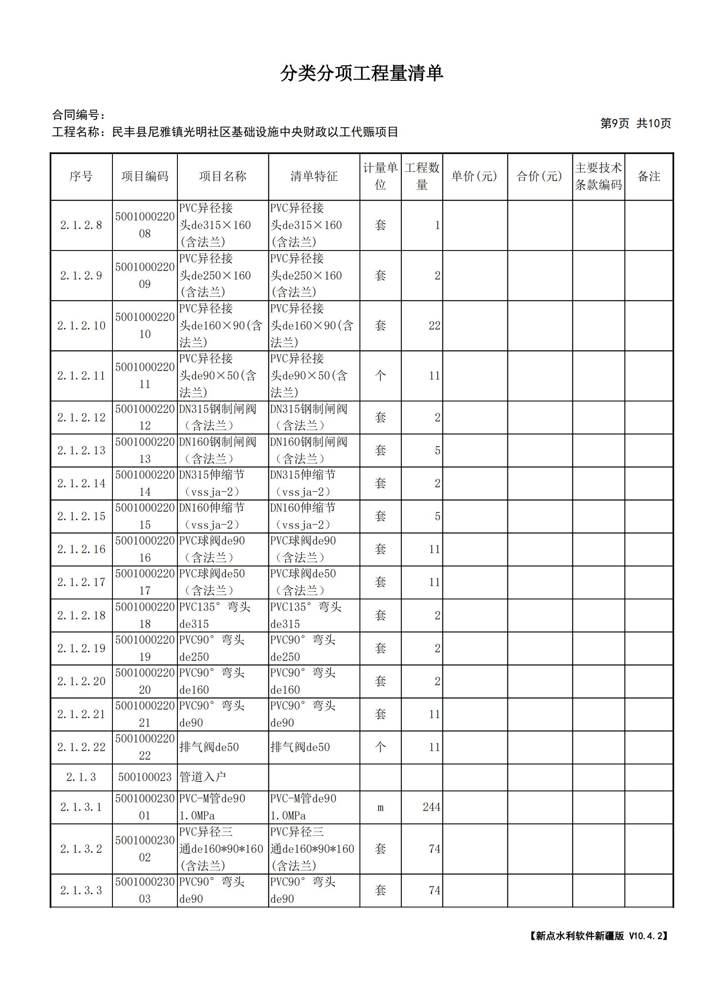 分类分项工程量清单
合同编号：
工程名称：民丰县尼雅镇光明社区基础设施中央财政以工代赈项目
第9页 共10页
序号 项目编码 项目名称 清单特征 计量单位 工程数量 单价(元) 合价(元) 主要技术条款编码 备注
2.1.2.8 500100022008 PVC异径接头de315×160(含法兰) PVC异径接头de315×160(含法兰) 套 1
2.1.2.9 500100022009 PVC异径接头de250×160(含法兰) PVC异径接头de250×160(含法兰) 套 2
2.1.2.10 500100022010 PVC异径接头de160×90(含法兰) PVC异径接头de160×90(含法兰) 套 22
2.1.2.11 500100022011 PVC异径接头de90×50(含法兰) PVC异径接头de90×50(含法兰) 个 11
2.1.2.12 500100022012 DN315钢制闸阀（含法兰） DN315钢制闸阀（含法兰） 套 2
2.1.2.13 500100022013 DN160钢制闸阀（含法兰） DN160钢制闸阀（含法兰） 套 5
2.1.2.14 500100022014 DN315伸缩节（vssja-2） DN315伸缩节（vssja-2） 套 2
2.1.2.15 500100022015 DN160伸缩节（vssja-2） DN160伸缩节（vssja-2） 套 5
2.1.2.16 500100022016 PVC球阀de90（含法兰） PVC球阀de90（含法兰） 套 11
2.1.2.17 500100022017 PVC球阀de50（含法兰） PVC球阀de50（含法兰） 套 11
2.1.2.18 500100022018 PVC135°弯头de315 PVC135°弯头de315 套 2
2.1.2.19 500100022019 PVC90°弯头de250 PVC90°弯头de250 套 2
2.1.2.20 500100022020 PVC90°弯头de160 PVC90°弯头de160 套 2
2.1.2.21 500100022021 PVC90°弯头de90 PVC90°弯头de90 套 11
2.1.2.22 500100022022 排气阀de50 排气阀de50 个 11
2.1.3 500100023 管道入户
2.1.3.1 500100023001 PVC-M管de90 1.0MPa PVC-M管de90 1.0MPa m 244
2.1.3.2 500100023002 PVC异径三通de160*90*160(含法兰) PVC异径三通de160*90*160(含法兰) 套 74
2.1.3.3 500100023003 PVC90°弯头de90 PVC90°弯头de90 套 74
【新点水利软件新疆版 V10.4.2】